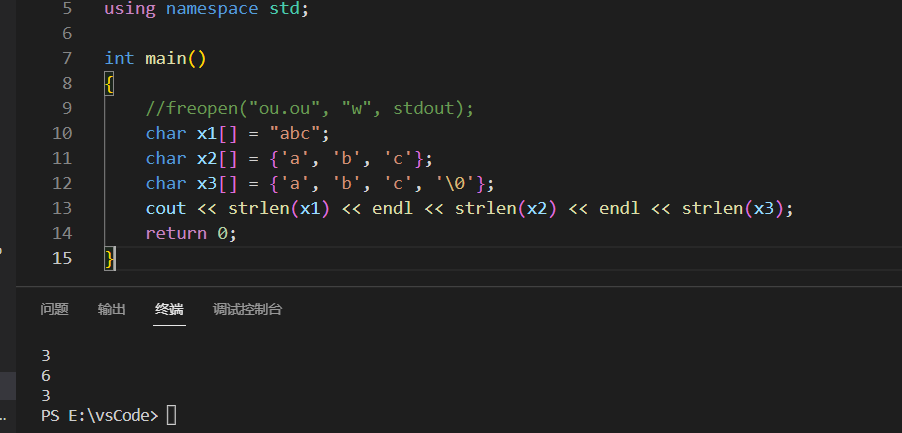 5 using namespace std;
6
7 int main()
8 {
9 //freopen("ou.ou", "w", stdout);
10 char x1[] = "abc";
11 char x2[] = {'a', 'b', 'c'};
12 char x3[] = {'a', 'b', 'c', '\0'};
13 cout << strlen(x1) << endl << strlen(x2) << endl << strlen(x3);
14 return 0;
15 }
问题 输出 终端 调试控制台
3
6
3
PS E:\vsCode>